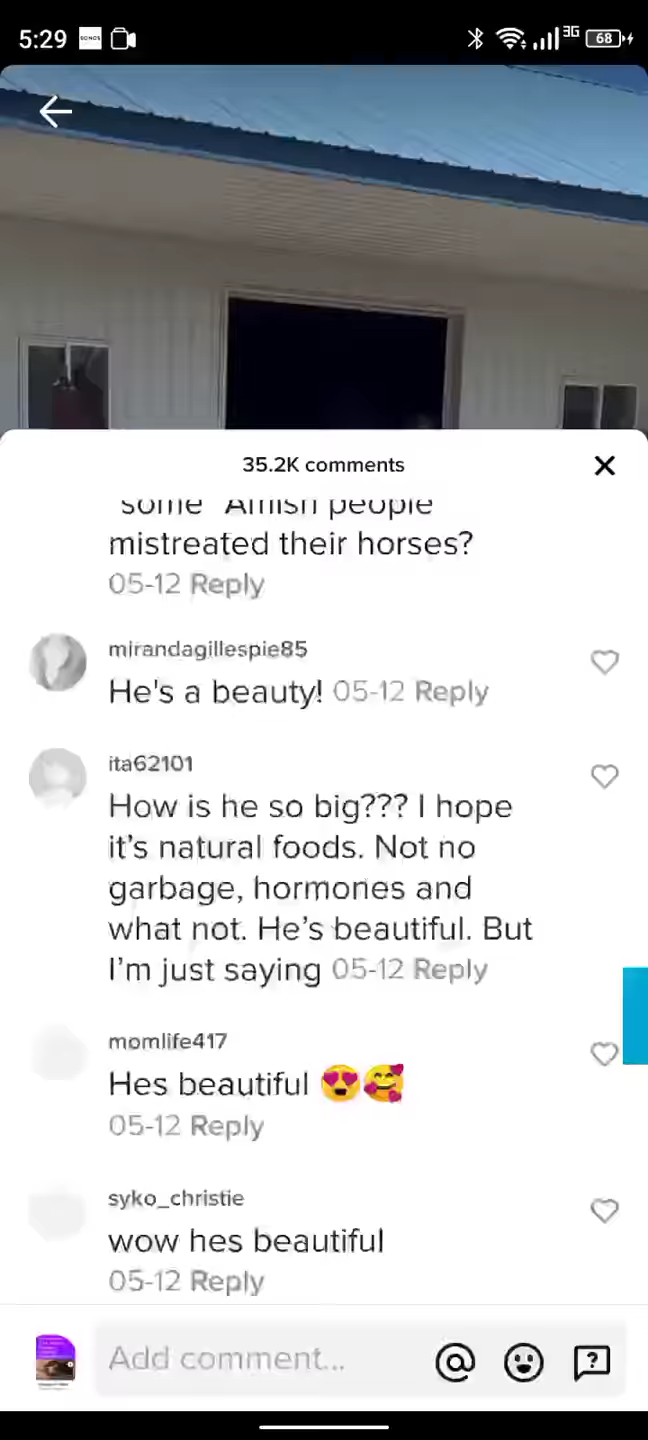 5:29
SONOS
3G
68
35.2K comments
some Amish people
mistreated their horses?
05-12 Reply
mirandagillespie85
He's a beauty! 05-12 Reply
ita62101
How is he so big??? I hope
it's natural foods. Not no
garbage, hormones and
what not. He's beautiful. But
I'm just saying 05-12 Reply
momlife417
Hes beautiful 😍🥰
05-12 Reply
syko_christie
wow hes beautiful
05-12 Reply
Add comment...